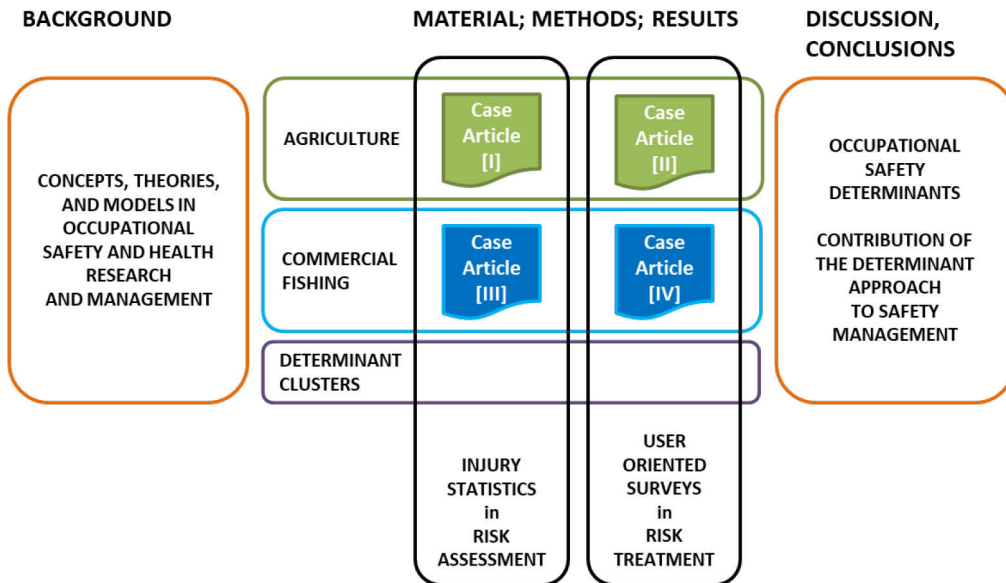 BACKGROUND
MATERIAL; METHODS; RESULTS
DISCUSSION,
CONCLUSIONS
CONCEPTS, THEORIES,
AND MODELS IN
OCCUPATIONAL
SAFETY AND HEALTH
RESEARCH
AND MANAGEMENT
AGRICULTURE
Case
Article
[I]
Case
Article
[II]
COMMERCIAL
FISHING
Case
Article
[III]
Case
Article
[IV]
DETERMINANT
CLUSTERS
INJURY
STATISTICS
in
RISK
ASSESSMENT
USER
ORIENTED
SURVEYS
in
RISK
TREATMENT
OCCUPATIONAL
SAFETY
DETERMINANTS
CONTRIBUTION OF
THE DETERMINANT
APPROACH
TO SAFETY
MANAGEMENT